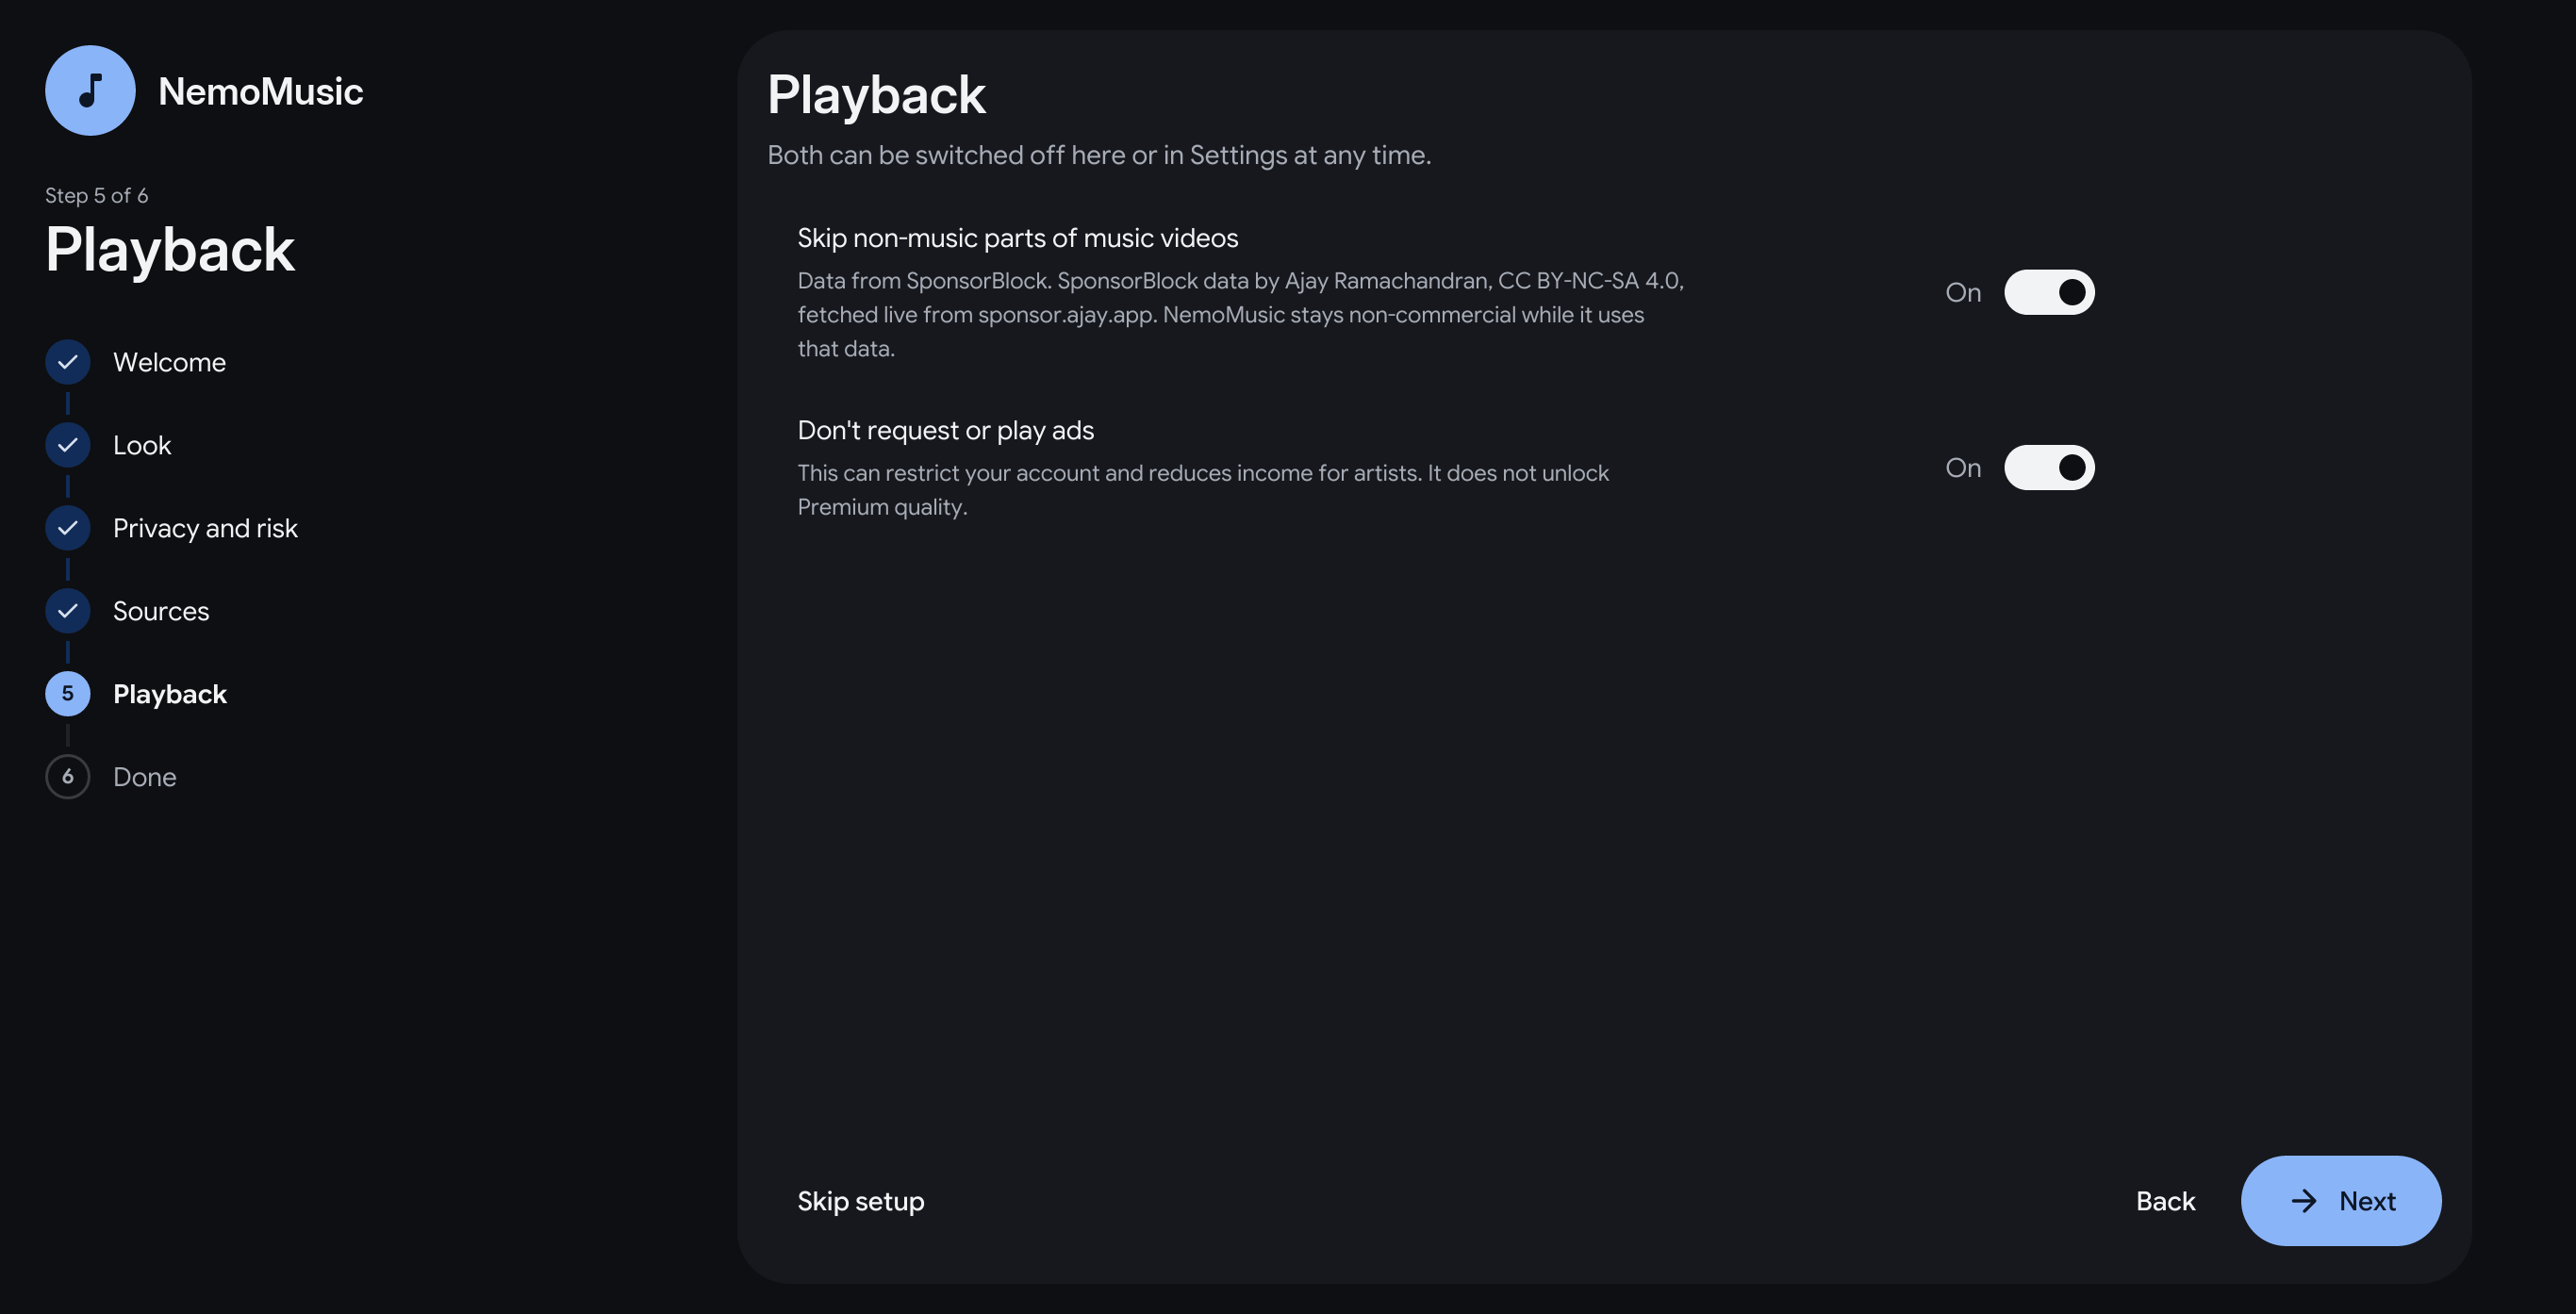 NemoMusic
Step 5 of 6
Playback
Welcome
Look
Privacy and risk
Sources
5 Playback
6 Done
Playback
Both can be switched off here or in Settings at any time.
Skip non-music parts of music videos
Data from SponsorBlock. SponsorBlock data by Ajay Ramachandran, CC BY-NC-SA 4.0,
fetched live from sponsor.ajay.app. NemoMusic stays non-commercial while it uses
that data.
On
Don't request or play ads
This can restrict your account and reduces income for artists. It does not unlock
Premium quality.
On
Skip setup
Back
Next